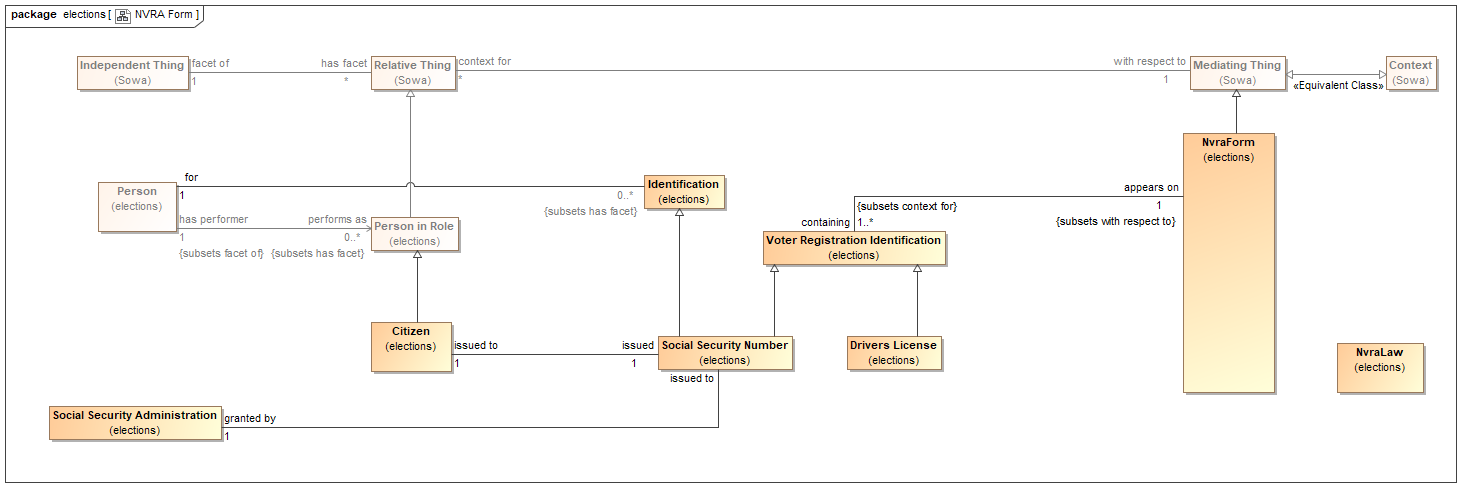 package elections [ NVRA Form ]
Independent Thing
(Sowa)
facet of
1
has facet
*
Relative Thing
(Sowa)
context for
*
with respect to
1
Mediating Thing
(Sowa)
«Equivalent Class»
Context
(Sowa)
NvraForm
(elections)
Person
(elections)
for
1
0..*
{subsets has facet}
Identification
(elections)
appears on
1
{subsets with respect to}
{subsets context for}
containing
1..*
has performer
1
{subsets facet of}
performs as
0..*
{subsets has facet}
Person in Role
(elections)
Voter Registration Identification
(elections)
Citizen
(elections)
issued to
1
issued
1
Social Security Number
(elections)
issued to
Drivers License
(elections)
NvraLaw
(elections)
Social Security Administration
(elections)
granted by
1